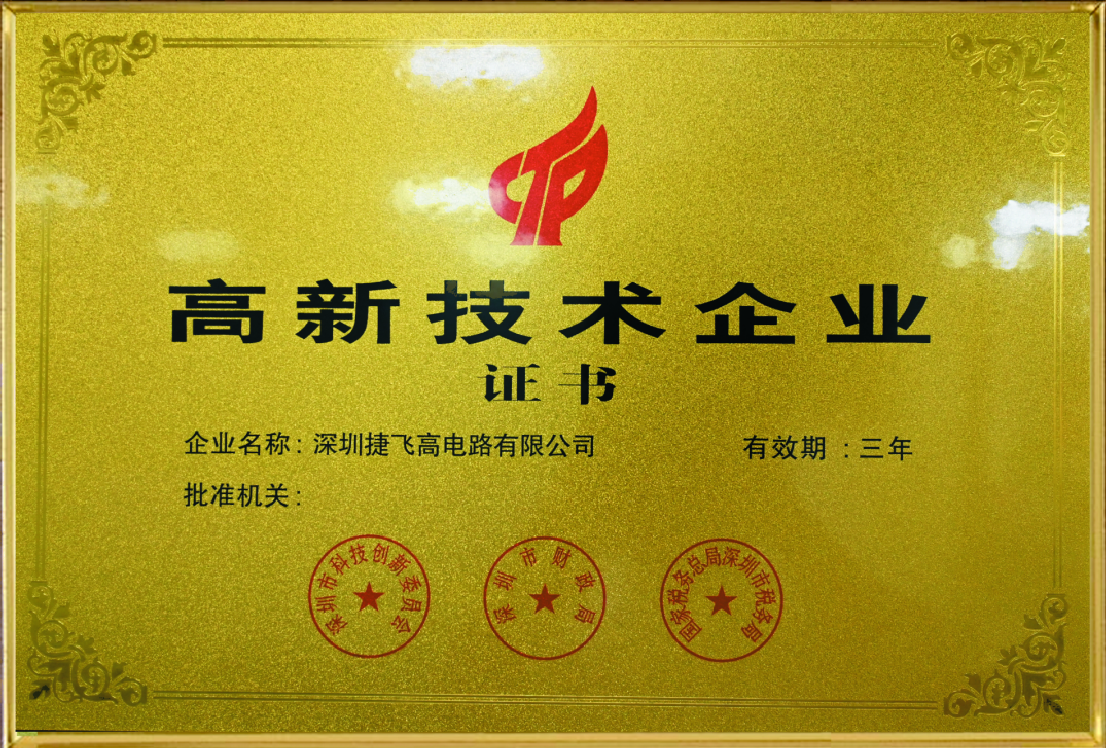 高新技术企业
证书
企业名称：深圳捷飞高电路有限公司 有效期：三年
批准机关：
深圳市科技创新委员会
深圳市财政局
国家税务总局深圳市税务局